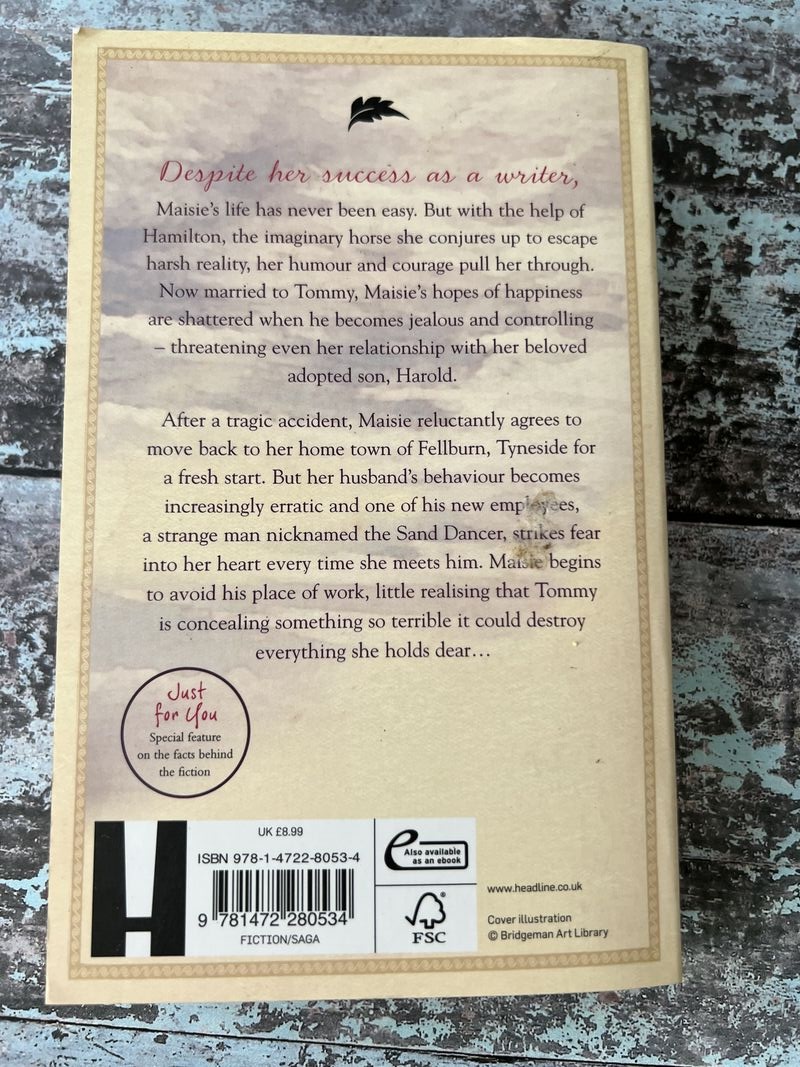 Despite her success as a writer,
Maisie's life has never been easy. But with the help of
Hamilton, the imaginary horse she conjures up to escape
harsh reality, her humour and courage pull her through.
Now married to Tommy, Maisie's hopes of happiness
are shattered when he becomes jealous and controlling
– threatening even her relationship with her beloved
adopted son, Harold.
After a tragic accident, Maisie reluctantly agrees to
move back to her home town of Fellburn, Tyneside for
a fresh start. But her husband's behaviour becomes
increasingly erratic and one of his new employees,
a strange man nicknamed the Sand Dancer, strikes fear
into her heart every time she meets him. Maisie begins
to avoid his place of work, little realising that Tommy
is concealing something so terrible it could destroy
everything she holds dear…
Just
for You
Special feature
on the facts behind
the fiction
H
UK £8.99
ISBN 978-1-4722-8053-4
9 781472 280534
FICTION/SAGA
e
Also available
as an ebook
FSC
www.headline.co.uk
Cover illustration
© Bridgeman Art Library